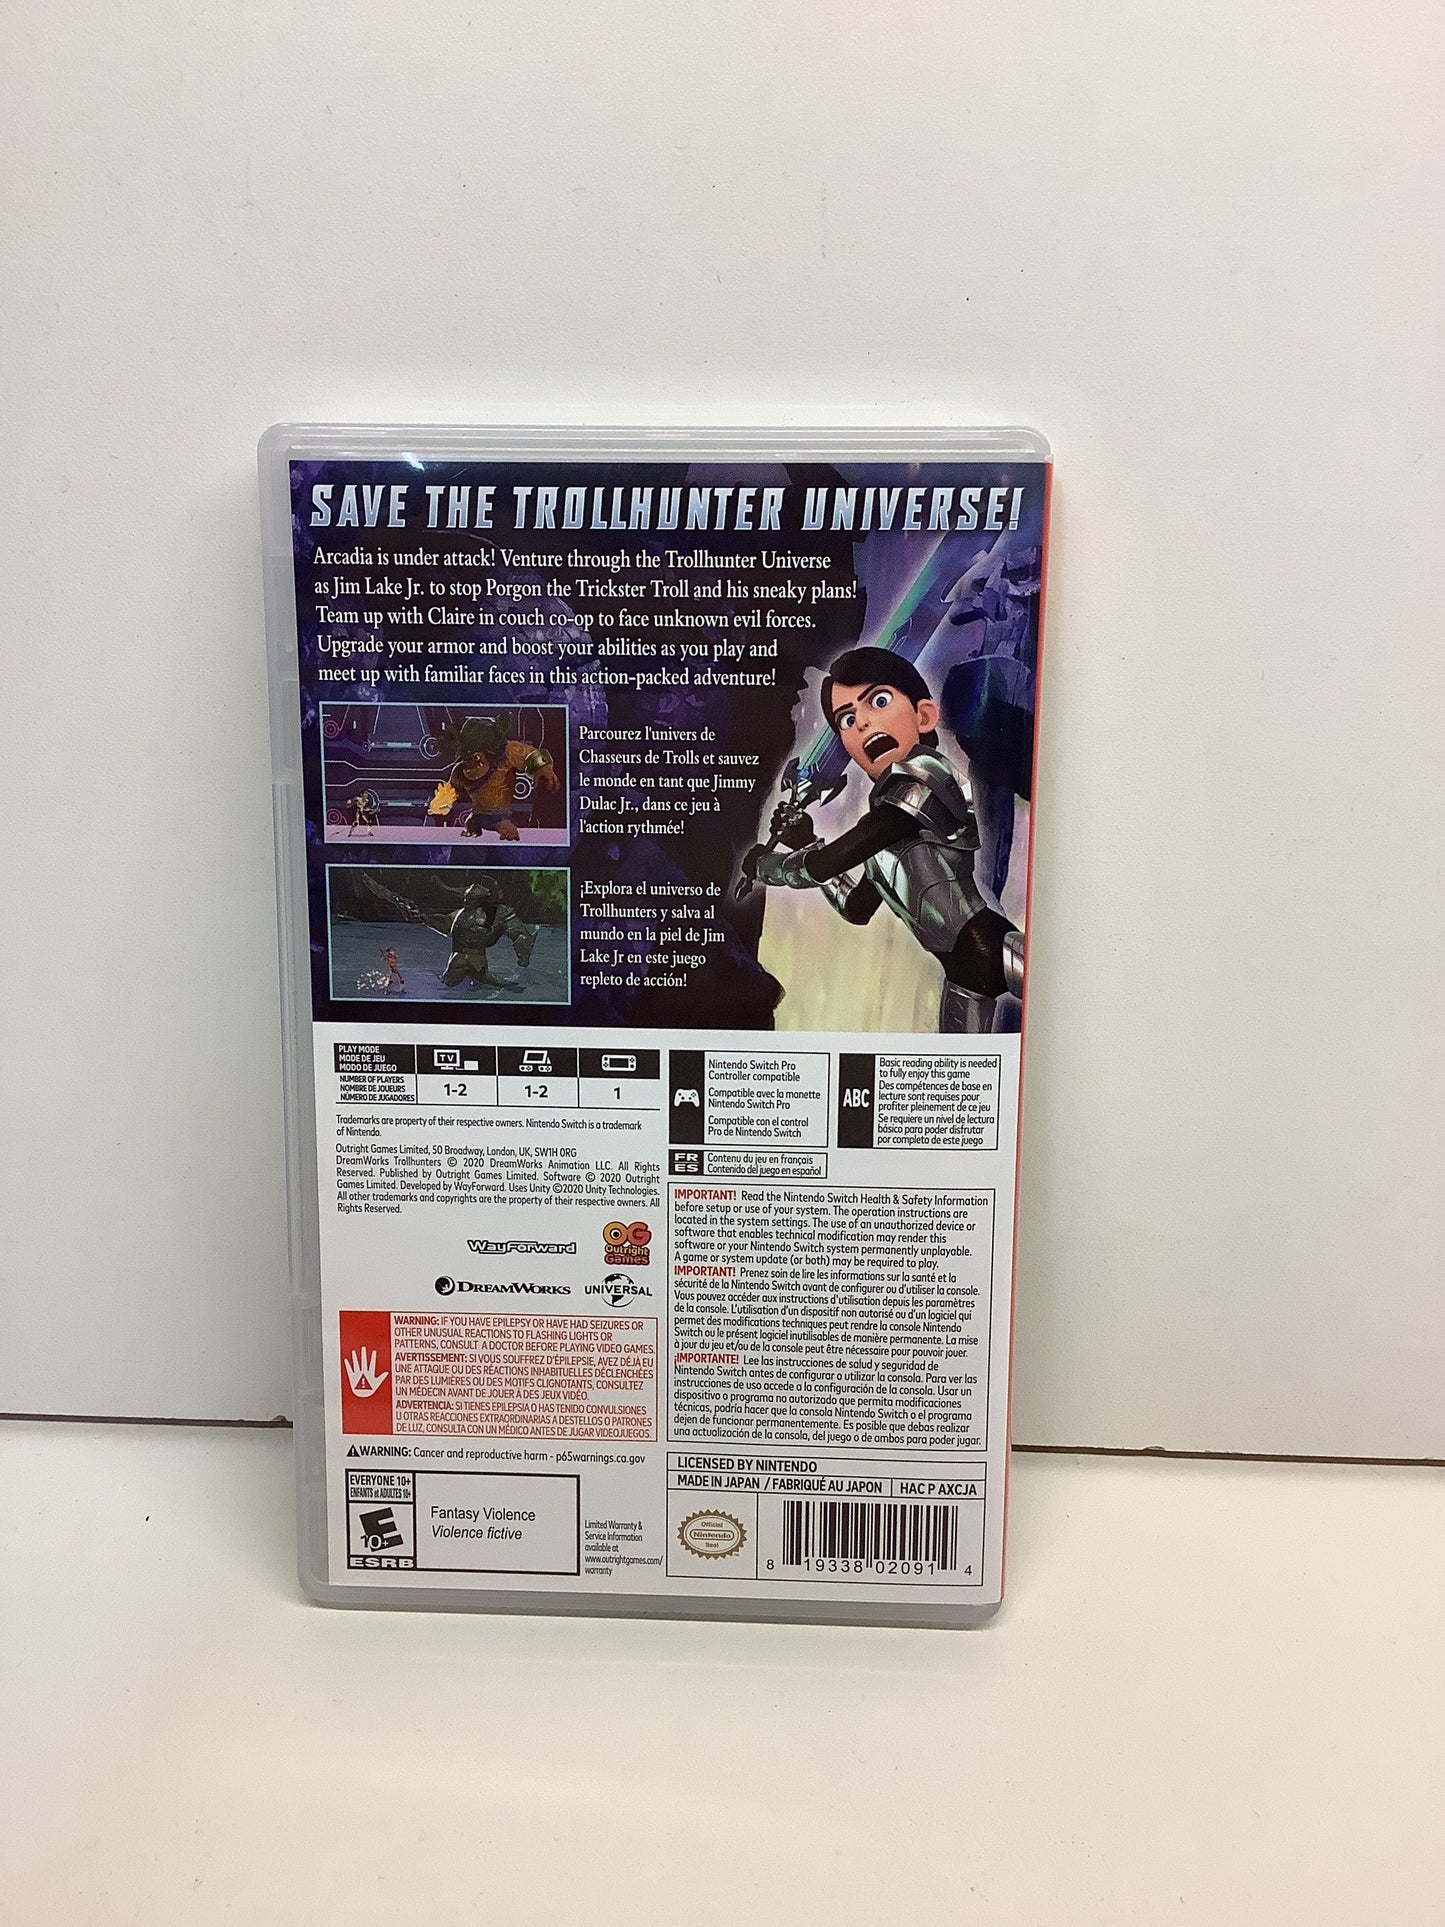 SAVE THE TROLLHUNTER UNIVERSE!
Arcadia is under attack! Venture through the Trollhunter Universe
as Jim Lake Jr. to stop Porgon the Trickster Troll and his sneaky plans!
Team up with Claire in couch co-op to face unknown evil forces.
Upgrade your armor and boost your abilities as you play and
meet up with familiar faces in this action-packed adventure!
Parcourez l'univers de
Chasseurs de Trolls et sauvez
le monde en tant que Jimmy
Dulac Jr., dans ce jeu à
l'action rythmée!
¡Explora el universo de
Trollhunters y salva al
mundo en la piel de Jim
Lake Jr en este juego
repleto de acción!
PLAY MODE
MODE DE JEU
MODO DE JUEGO
TV
NUMBER OF PLAYERS
NOMBRE DE JOUEURS
NÚMERO DE JUGADORES
1-2
1-2
1
Nintendo Switch Pro
Controller compatible
Compatible avec la manette
Nintendo Switch Pro
Compatible con el control
Pro de Nintendo Switch
ABC
Basic reading ability is needed
to fully enjoy this game
Des compétences de base en
lecture sont requises pour
profiter pleinement de ce jeu
Se requiere un nivel de lectura
básico para poder disfrutar
por completo de este juego
FR
ES
Contenu du jeu en français
Contenido del juego en español
Trademarks are property of their respective owners. Nintendo Switch is a trademark
of Nintendo.
Outright Games Limited, 50 Broadway, London, UK, SW1H 0RG
DreamWorks Trollhunters © 2020 DreamWorks Animation LLC. All Rights
Reserved. Published by Outright Games Limited. Software © 2020 Outright
Games Limited. Developed by WayForward. Uses Unity ©2020 Unity Technologies.
All other trademarks and copyrights are the property of their respective owners. All
Rights Reserved.
WayForward
OG
Outright
Games
DREAMWORKS
UNIVERSAL
IMPORTANT! Read the Nintendo Switch Health & Safety Information
before setup or use of your system. The operation instructions are
located in the system settings. The use of an unauthorized device or
software that enables technical modification may render this
software or your Nintendo Switch system permanently unplayable.
A game or system update (or both) may be required to play.
IMPORTANT! Prenez soin de lire les informations sur la santé et la
sécurité de la Nintendo Switch avant de configurer ou d'utiliser la console.
Vous pouvez accéder aux instructions d'utilisation depuis les paramètres
de la console. L'utilisation d'un dispositif non autorisé ou d'un logiciel qui
permet des modifications techniques peut rendre la console Nintendo
Switch ou le présent logiciel inutilisables de manière permanente. La mise
à jour du jeu et/ou de la console peut être nécessaire pour pouvoir jouer.
¡IMPORTANTE! Lee las instrucciones de salud y seguridad de
Nintendo Switch antes de configurar o utilizar la consola. Para ver las
instrucciones de uso accede a la configuración de la consola. Usar un
dispositivo o programa no autorizado que permita modificaciones
técnicas, podría hacer que la consola Nintendo Switch o el programa
dejen de funcionar permanentemente. Es posible que debas realizar
una actualización de la consola, del juego o de ambos para poder jugar.
WARNING: IF YOU HAVE EPILEPSY OR HAVE HAD SEIZURES OR
OTHER UNUSUAL REACTIONS TO FLASHING LIGHTS OR
PATTERNS, CONSULT A DOCTOR BEFORE PLAYING VIDEO GAMES.
AVERTISSEMENT: SI VOUS SOUFFREZ D'ÉPILEPSIE, AVEZ DÉJÀ EU
UNE ATTAQUE OU DES RÉACTIONS INHABITUELLES DÉCLENCHÉES
PAR DES LUMIÈRES OU DES MOTIFS CLIGNOTANTS, CONSULTEZ
UN MÉDECIN AVANT DE JOUER À DES JEUX VIDÉO.
ADVERTENCIA: SI TIENES EPILEPSIA O HAS TENIDO CONVULSIONES
U OTRAS REACCIONES EXTRAORDINARIAS A DESTELLOS O PATRONES
DE LUZ, CONSULTA CON UN MÉDICO ANTES DE JUGAR VIDEOJUEGOS.
WARNING: Cancer and reproductive harm - p65warnings.ca.gov
EVERYONE 10+
ENFANTS et ADULTES 10+
E
10+
ESRB
Fantasy Violence
Violence fictive
Limited Warranty &
Service Information
available at
www.outrightgames.com/
warranty
LICENSED BY NINTENDO
MADE IN JAPAN / FABRIQUÉ AU JAPON
HAC P AXCJA
Official
Nintendo
Seal
8 19338 02091 4